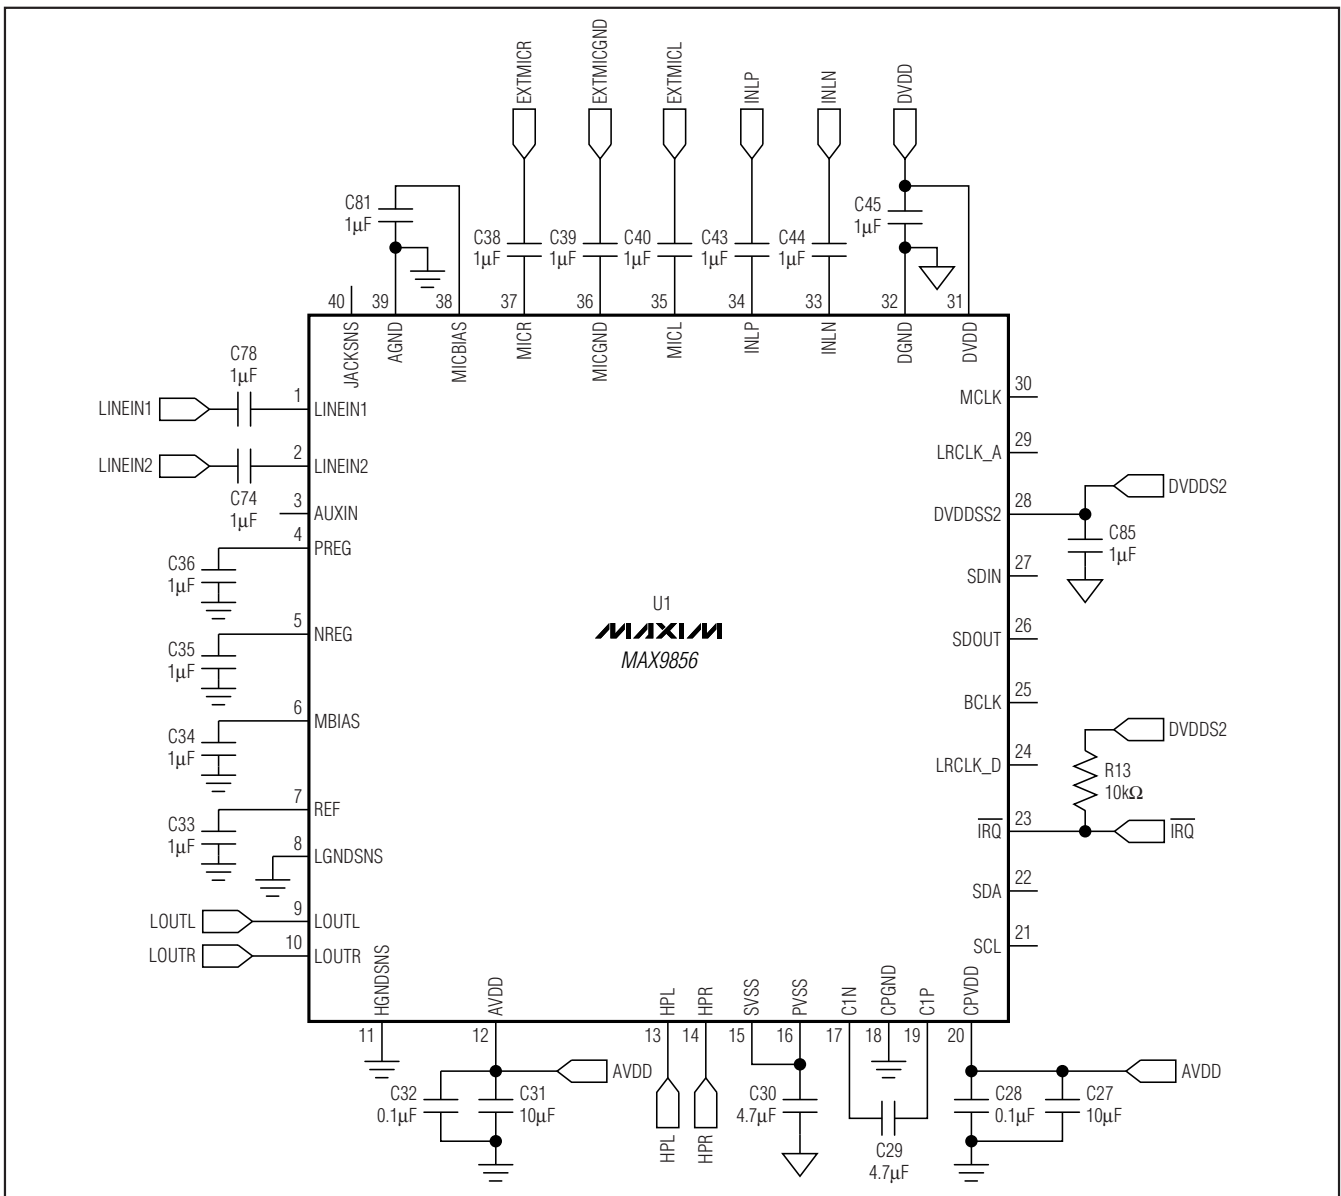 EXTMICR
EXTMICGND
EXTMICL
INLP
INLN
DVDD
C81
1μF
C38
1μF
C39
1μF
C40
1μF
C43
1μF
C44
1μF
C45
1μF
40 39 38 37 36 35 34 33 32 31
JACKSNS
AGND
MICBIAS
MICR
MICGND
MICL
INLP
INLN
DGND
DVDD
C78
1μF
LINEIN1
1
LINEIN1
LINEIN2
2
LINEIN2
C74
1μF
3
AUXIN
4
PREG
C36
1μF
5
NREG
C35
1μF
6
MBIAS
C34
1μF
7
REF
C33
1μF
8
LGNDSNS
LOUTL
9
LOUTL
LOUTR
10
LOUTR
U1
MAXIM
MAX9856
MCLK
30
LRCLK_A
29
DVDDSS2
28
DVDDS2
C85
1μF
SDIN
27
SDOUT
26
BCLK
25
LRCLK_D
24
DVDDS2
R13
10kΩ
IRQ
23
IRQ
SDA
22
SCL
21
HGNDSNS
AVDD
HPL
HPR
SVSS
PVSS
C1N
CPGND
C1P
CPVDD
11 12 13 14 15 16 17 18 19 20
AVDD
C32
0.1μF
C31
10μF
HPL
HPR
C30
4.7μF
C29
4.7μF
AVDD
C28
0.1μF
C27
10μF